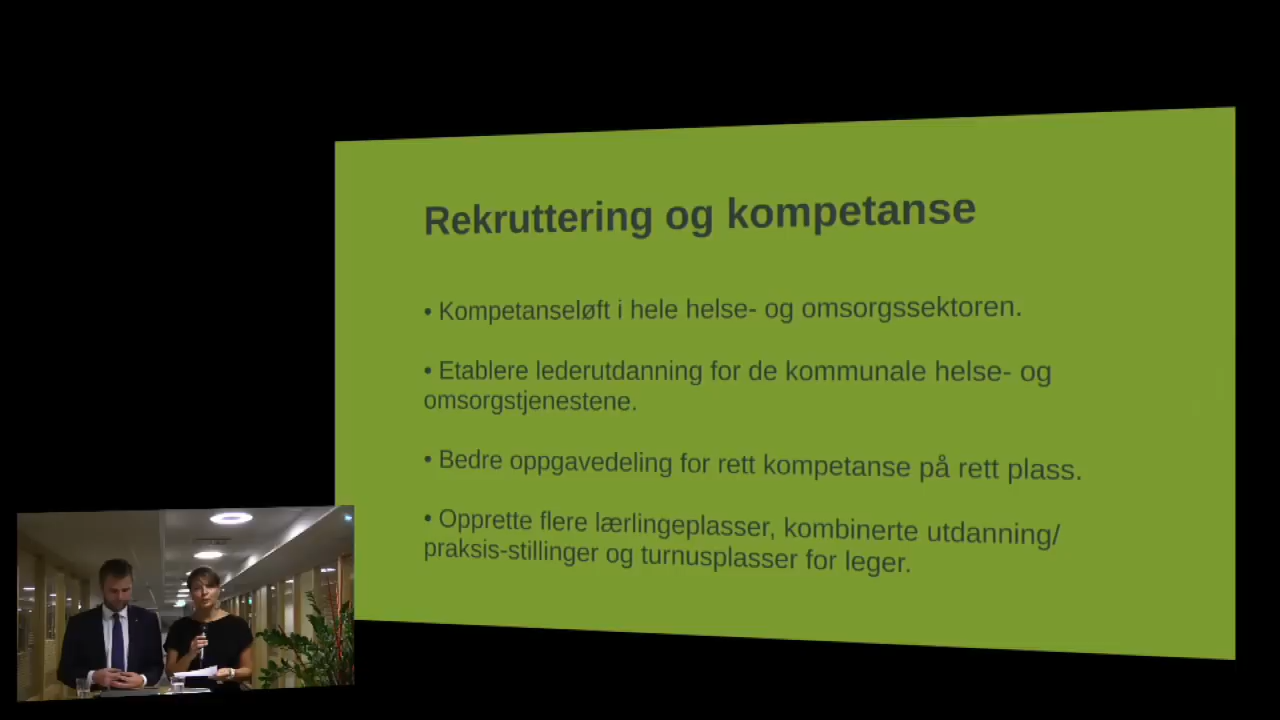 Rekruttering og kompetanse
• Kompetanseløft i hele helse- og omsorgssektoren.
• Etablere lederutdanning for de kommunale helse- og
omsorgstjenestene.
• Bedre oppgavedeling for rett kompetanse på rett plass.
• Opprette flere lærlingeplasser, kombinerte utdanning/
praksis-stillinger og turnusplasser for leger.